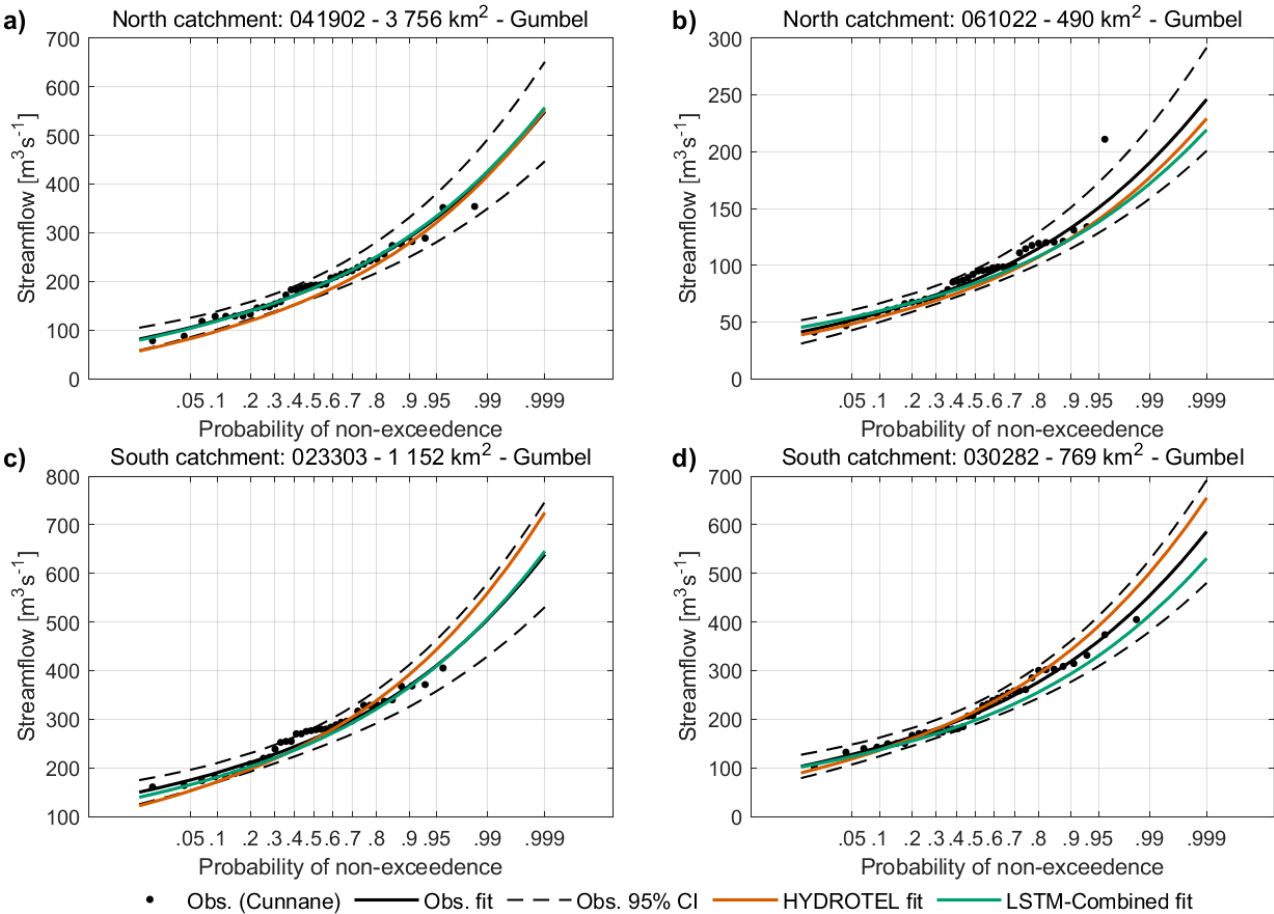 a) North catchment: 041902 - 3 756 km² - Gumbel
700
600
500
400
300
200
100
0
Streamflow [m³s⁻¹]
.05 .1 .2 .3 .4 .5 .6 .7 .8 .9 .95 .99 .999
Probability of non-exceedence
b) North catchment: 061022 - 490 km² - Gumbel
300
250
200
150
100
50
0
Streamflow [m³s⁻¹]
.05 .1 .2 .3 .4 .5 .6 .7 .8 .9 .95 .99 .999
Probability of non-exceedence
c) South catchment: 023303 - 1 152 km² - Gumbel
800
700
600
500
400
300
200
100
Streamflow [m³s⁻¹]
.05 .1 .2 .3 .4 .5 .6 .7 .8 .9 .95 .99 .999
Probability of non-exceedence
d) South catchment: 030282 - 769 km² - Gumbel
700
600
500
400
300
200
100
0
Streamflow [m³s⁻¹]
.05 .1 .2 .3 .4 .5 .6 .7 .8 .9 .95 .99 .999
Probability of non-exceedence
Obs. (Cunnane) Obs. fit Obs. 95% CI HYDROTEL fit LSTM-Combined fit